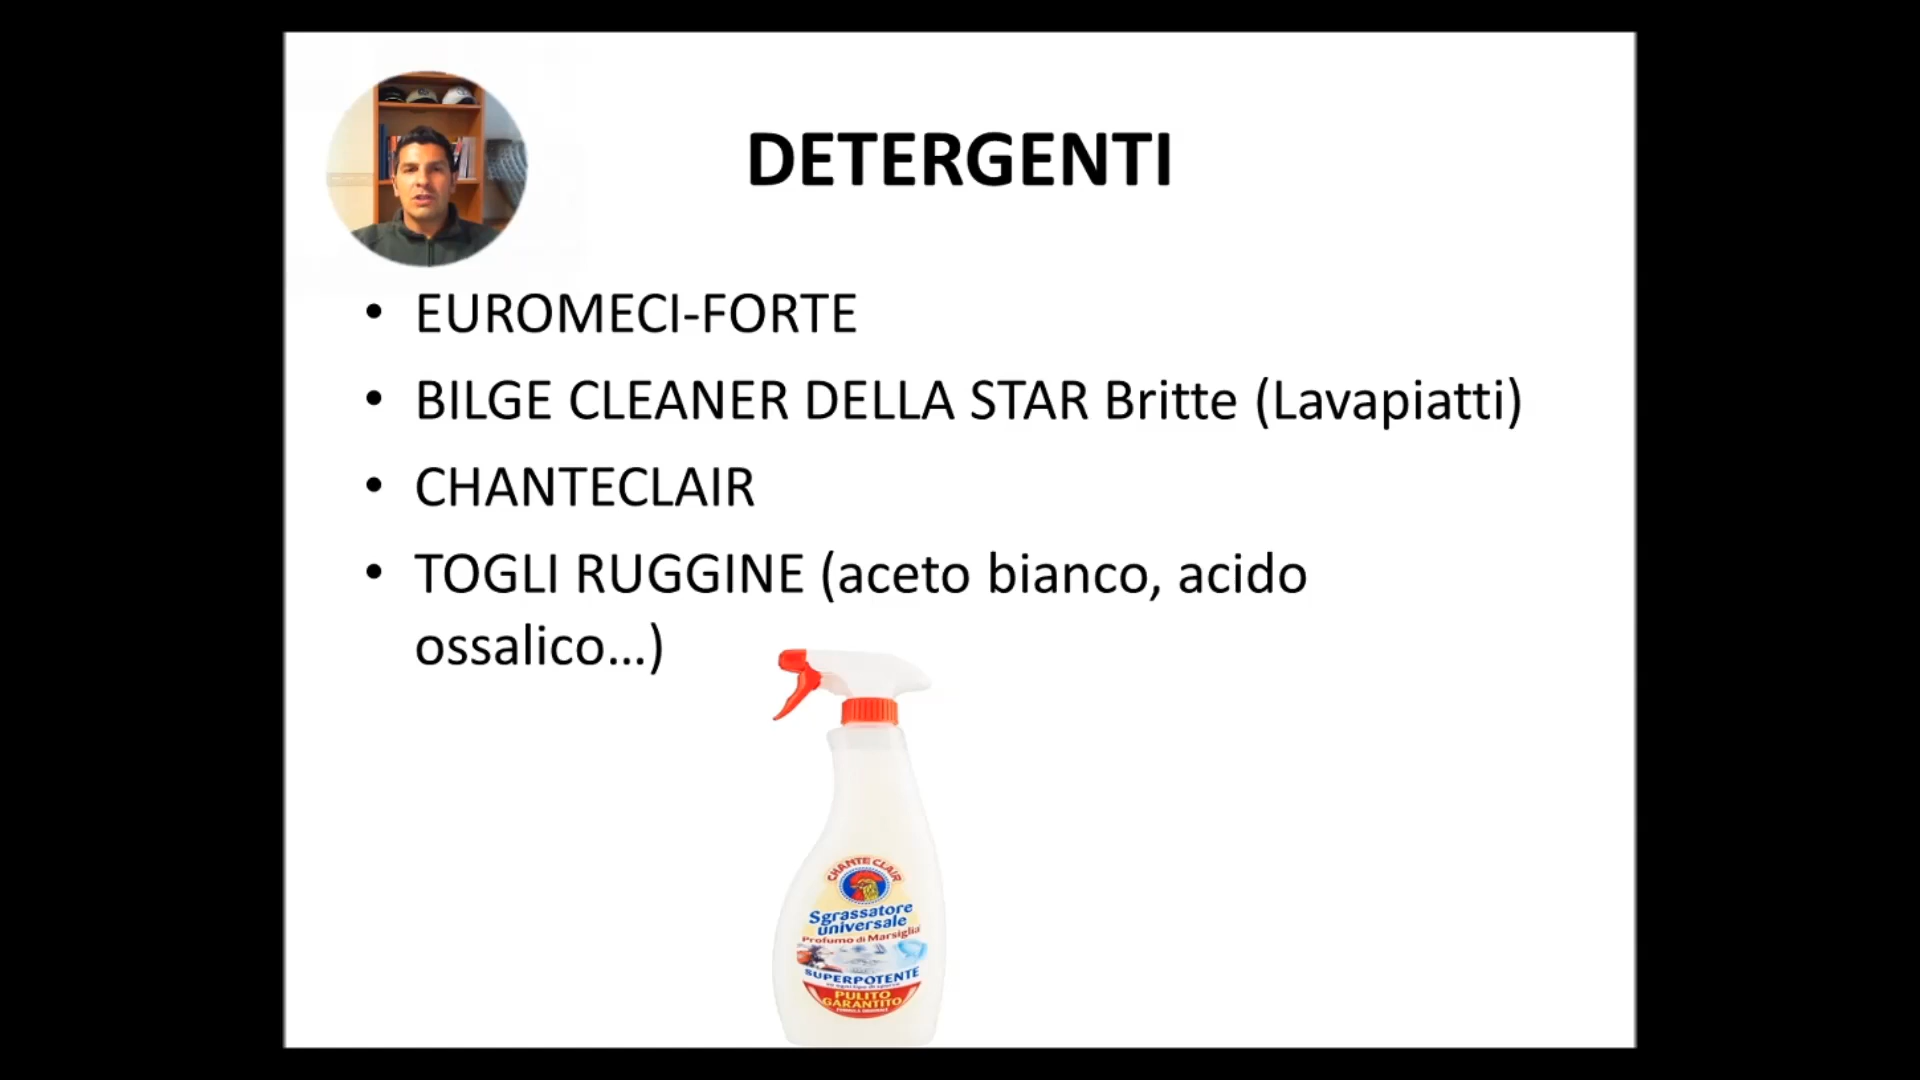 DETERGENTI
• EUROMECI-FORTE
• BILGE CLEANER DELLA STAR Britte (Lavapiatti)
• CHANTECLAIR
• TOGLI RUGGINE (aceto bianco, acido
ossalico...)
CHANTE CLAIR
Sgrassatore
universale
Profumo di Marsiglia
SUPERPOTENTE
PULITO
GARANTITO